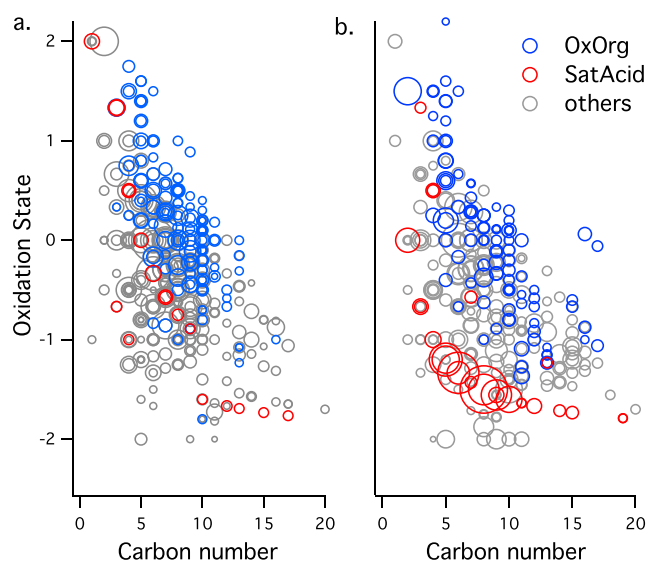 a.
b.
OxOrg
SatAcid
others
Oxidation State
2
1
0
-1
-2
0 5 10 15 20
0 5 10 15 20
Carbon number
Carbon number